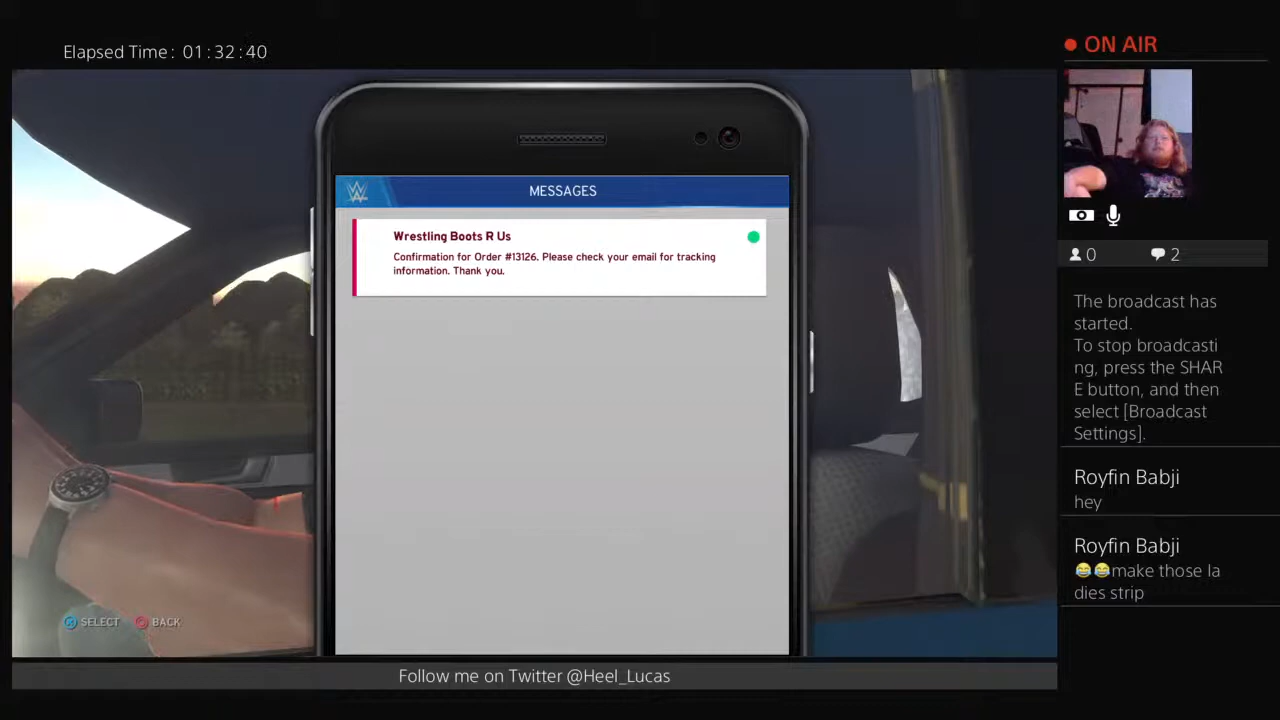 Elapsed Time: 01:32:40
ON AIR
MESSAGES
Wrestling Boots R Us
Confirmation for Order #13126. Please check your email for tracking
information. Thank you.
0
2
The broadcast has
started.
To stop broadcasti
ng, press the SHAR
E button, and then
select [Broadcast
Settings].
Royfin Babji
hey
Royfin Babji
😂😂make those la
dies strip
SELECT
BACK
Follow me on Twitter @Heel_Lucas